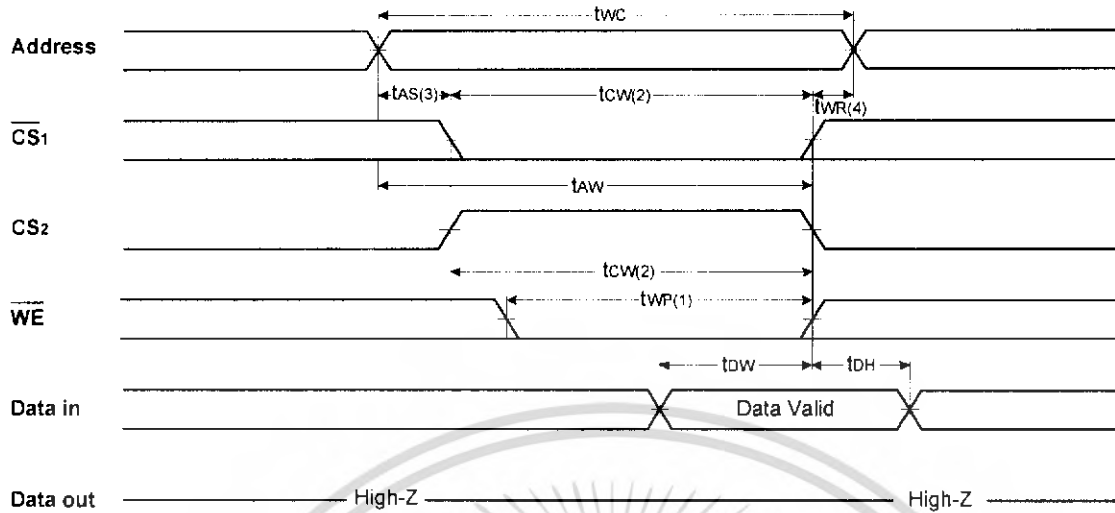 tWC
Address
tAS(3) tCW(2) tWR(4)
CS1
tAW
CS2
tCW(2)
tWP(1)
WE
tDW tDH
Data in Data Valid
Data out High-Z High-Z